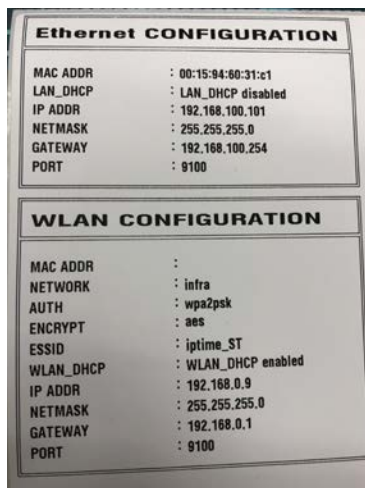 Ethernet CONFIGURATION
MAC ADDR : 00:15:94:60:31:c1
LAN_DHCP : LAN_DHCP disabled
IP ADDR : 192.168.100.101
NETMASK : 255.255.255.0
GATEWAY : 192.168.100.254
PORT : 9100
WLAN CONFIGURATION
MAC ADDR :
NETWORK : infra
AUTH : wpa2psk
ENCRYPT : aes
ESSID : iptime_ST
WLAN_DHCP : WLAN_DHCP enabled
IP ADDR : 192.168.0.9
NETMASK : 255.255.255.0
GATEWAY : 192.168.0.1
PORT : 9100